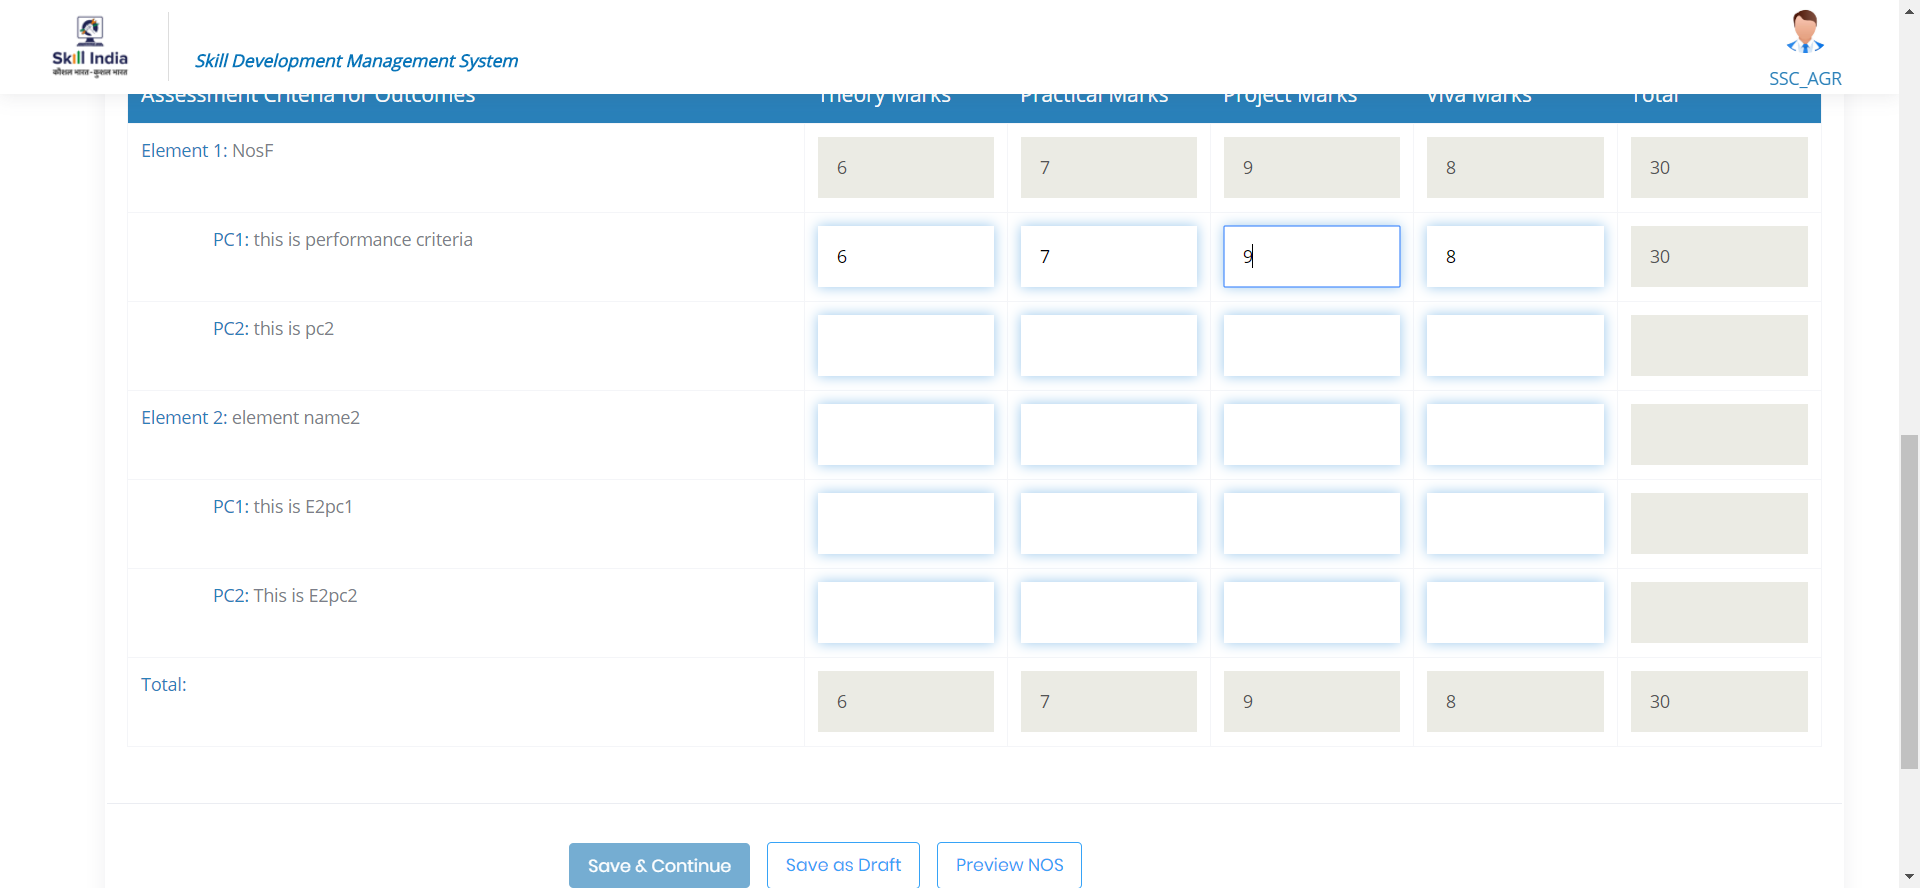 Skill India
कौशल भारत-कुशल भारत
Skill Development Management System
SSC_AGR
Assessment Criteria for Outcomes Theory Marks Practical Marks Project Marks Viva Marks Total
Element 1: NosF 6 7 9 8 30
PC1: this is performance criteria 6 7 9 8 30
PC2: this is pc2
Element 2: element name2
PC1: this is E2pc1
PC2: This is E2pc2
Total: 6 7 9 8 30
Save & Continue Save as Draft Preview NOS